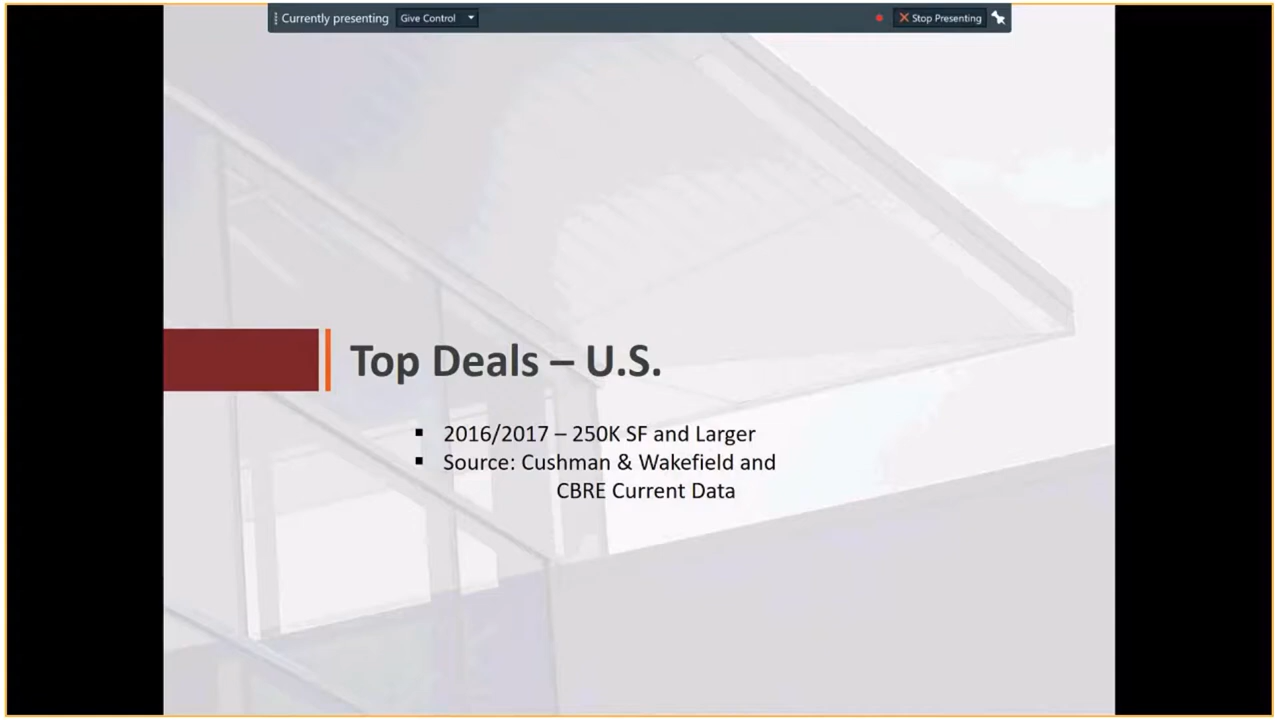 Currently presenting Give Control Stop Presenting
Top Deals – U.S.
▪ 2016/2017 – 250K SF and Larger
▪ Source: Cushman & Wakefield and
CBRE Current Data